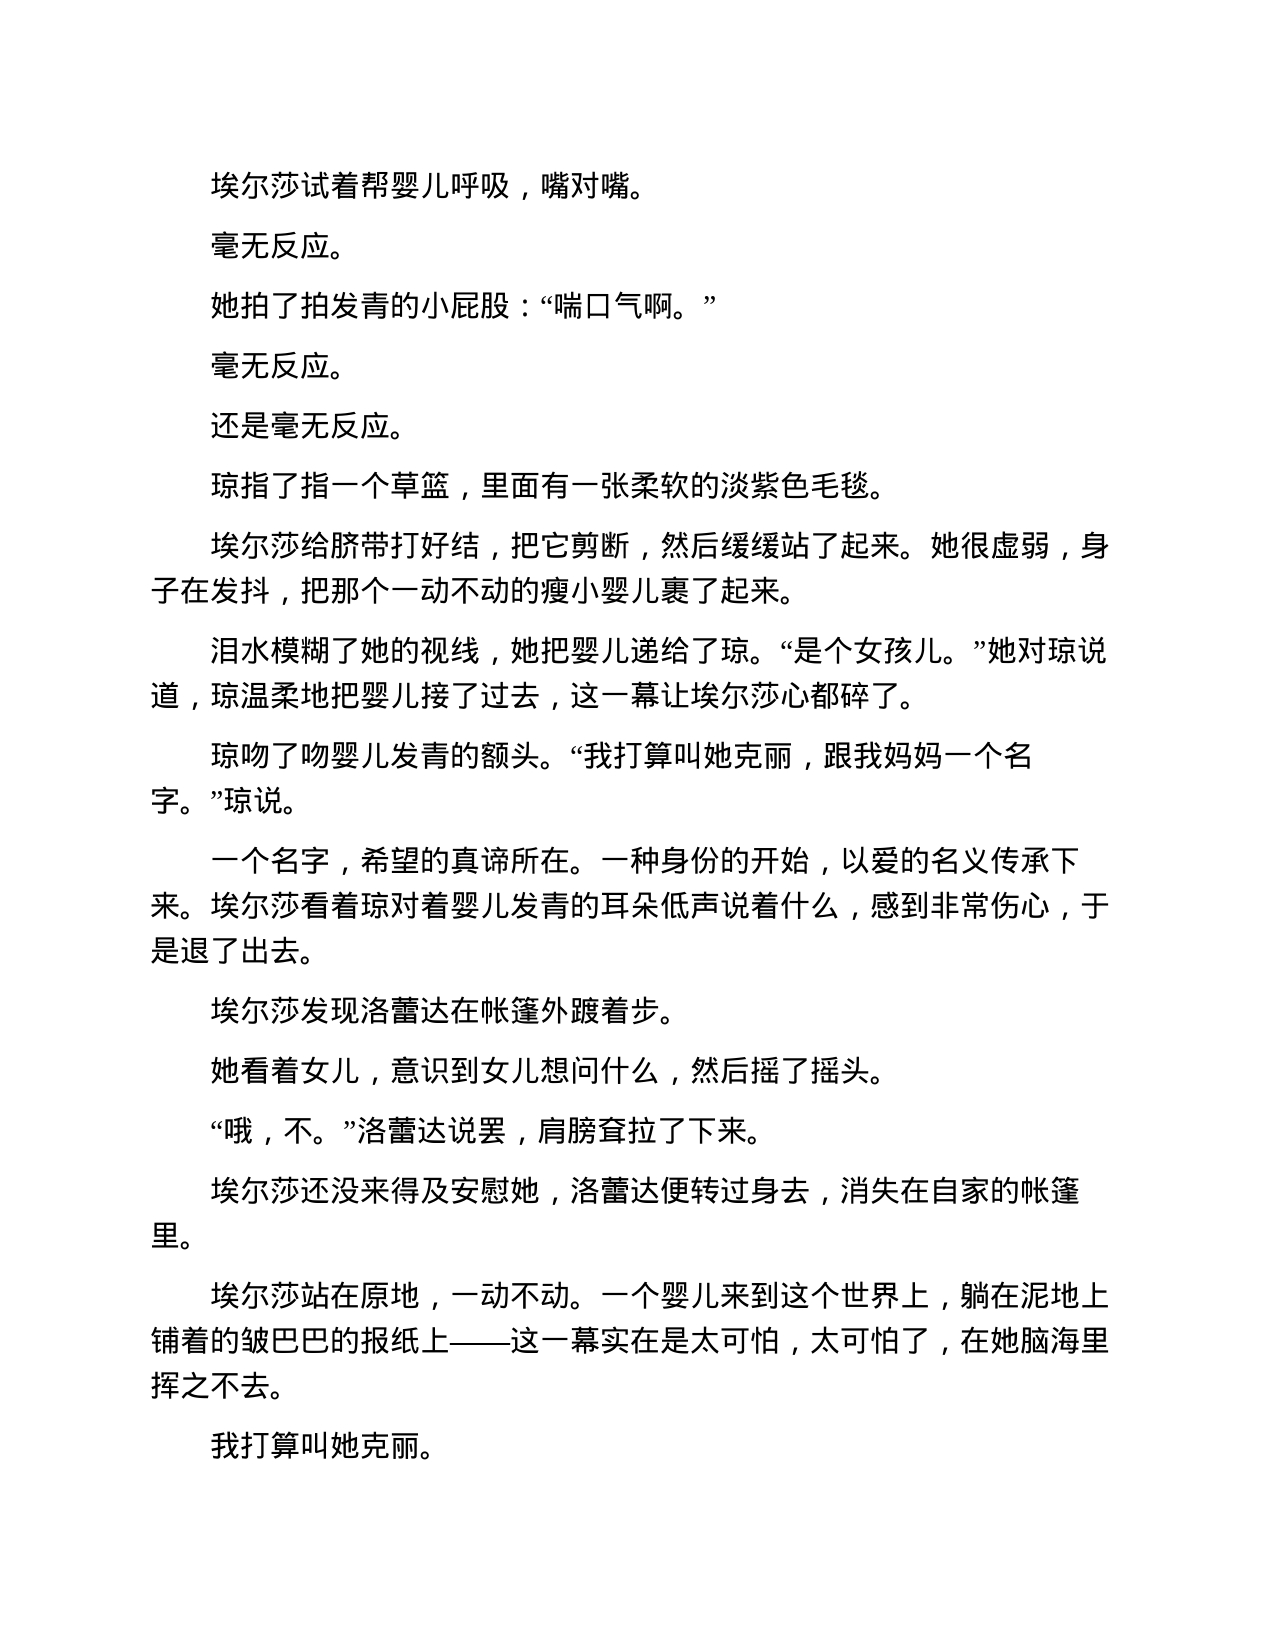 埃尔莎试着帮婴儿呼吸，嘴对嘴。
毫无反应。
她拍了拍发青的小屁股：“喘口气啊。”
毫无反应。
还是毫无反应。
琼指了指一个草篮，里面有一张柔软的淡紫色毛毯。
埃尔莎给脐带打好结，把它剪断，然后缓缓站了起来。她很虚弱，身
子在发抖，把那个一动不动的瘦小婴儿裹了起来。
泪水模糊了她的视线，她把婴儿递给了琼。“是个女孩儿。”她对琼说
道，琼温柔地把婴儿接了过去，这一幕让埃尔莎心都碎了。
琼吻了吻婴儿发青的额头。“我打算叫她克丽，跟我妈妈一个名
字。”琼说。
一个名字，希望的真谛所在。一种身份的开始，以爱的名义传承下
来。埃尔莎看着琼对着婴儿发青的耳朵低声说着什么，感到非常伤心，于
是退了出去。
埃尔莎发现洛蕾达在帐篷外踱着步。
她看着女儿，意识到女儿想问什么，然后摇了摇头。
“哦，不。”洛蕾达说罢，肩膀耷拉了下来。
埃尔莎还没来得及安慰她，洛蕾达便转过身去，消失在自家的帐篷
里。
埃尔莎站在原地，一动不动。一个婴儿来到这个世界上，躺在泥地上
铺着的皱巴巴的报纸上——这一幕实在是太可怕，太可怕了，在她脑海里
挥之不去。
我打算叫她克丽。